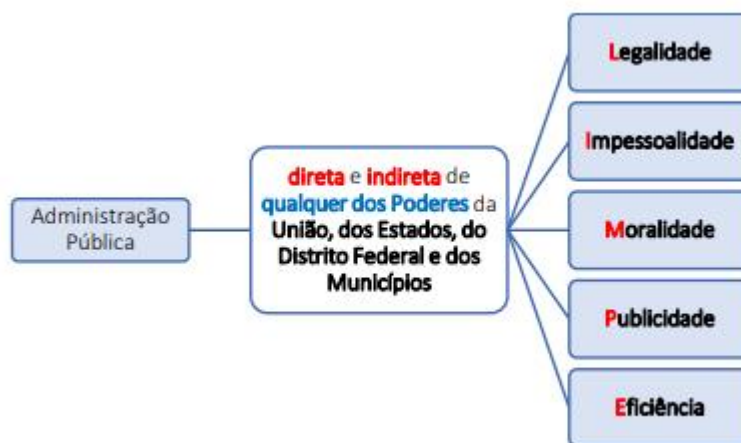 Administração
Pública
direta e indireta de
qualquer dos Poderes da
União, dos Estados, do
Distrito Federal e dos
Municípios
Legalidade
Impessoalidade
Moralidade
Publicidade
Eficiência